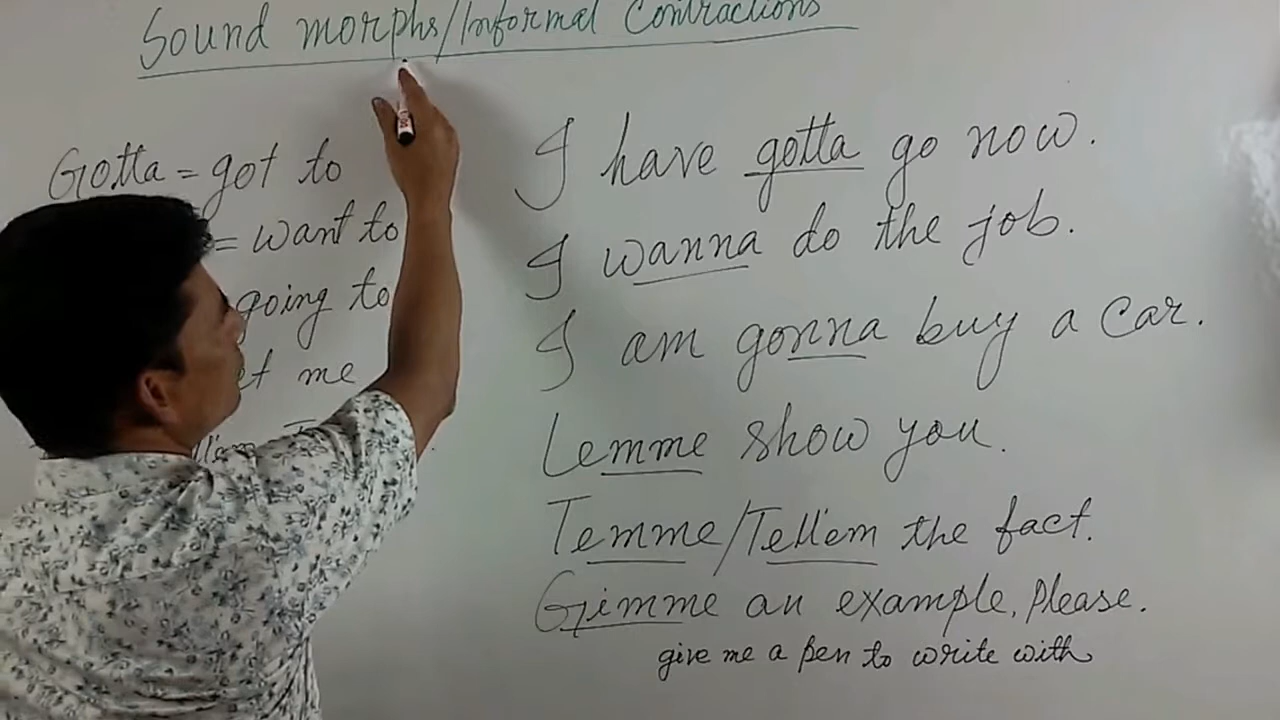 Sound morphs/Informal Contractions
Gotta = got to
= want to
going to
me
I have gotta go now.
I wanna do the job.
I am gonna buy a car.
Lemme show you.
Temme/Tell'em the fact.
Gimme an example, Please.
give me a pen to write with